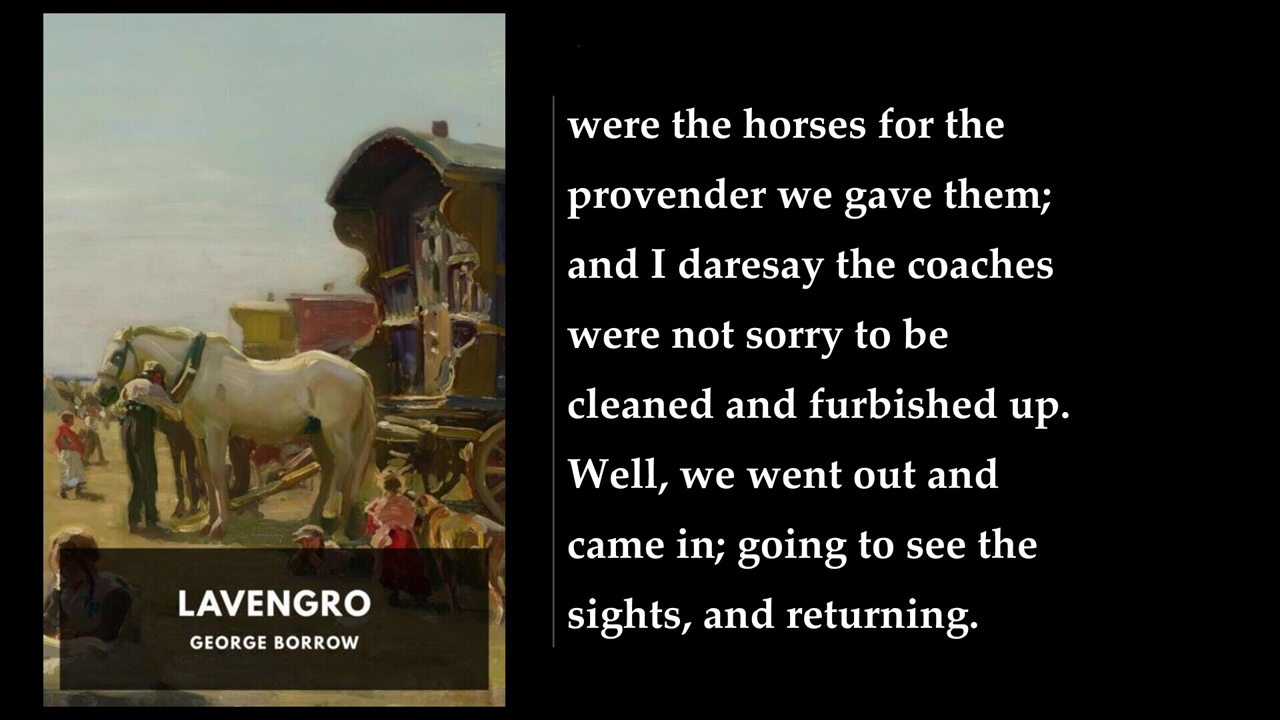 LAVENGRO
GEORGE BORROW
were the horses for the
provender we gave them;
and I daresay the coaches
were not sorry to be
cleaned and furbished up.
Well, we went out and
came in; going to see the
sights, and returning.